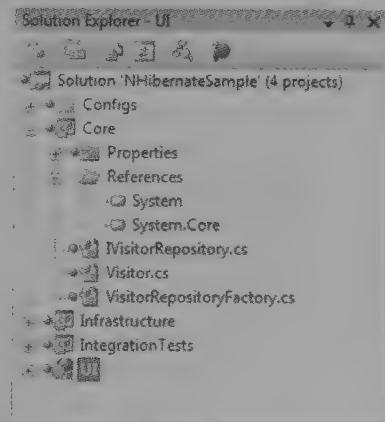 Solution Explorer - UI
Solution 'NHibernateSample' (4 projects)
Configs
Core
Properties
References
System
System.Core
IVisitorRepository.cs
Visitor.cs
VisitorRepositoryFactory.cs
Infrastructure
IntegrationTests
UI